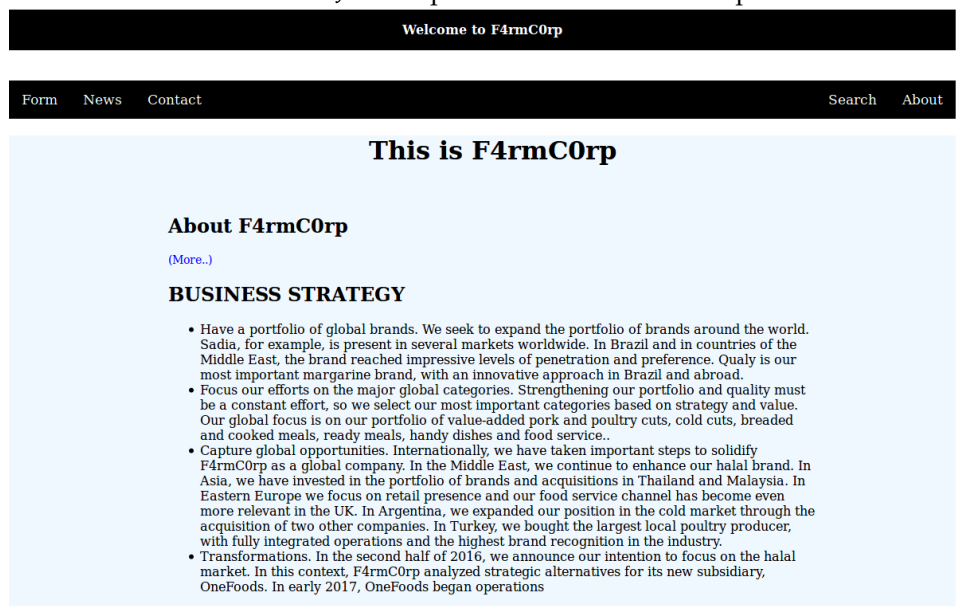 Welcome to F4rmC0rp
Form News Contact Search About
This is F4rmC0rp
About F4rmC0rp
(More..)
BUSINESS STRATEGY
• Have a portfolio of global brands. We seek to expand the portfolio of brands around the world.
Sadia, for example, is present in several markets worldwide. In Brazil and in countries of the
Middle East, the brand reached impressive levels of penetration and preference. Qualy is our
most important margarine brand, with an innovative approach in Brazil and abroad.
• Focus our efforts on the major global categories. Strengthening our portfolio and quality must
be a constant effort, so we select our most important categories based on strategy and value.
Our global focus is on our portfolio of value-added pork and poultry cuts, cold cuts, breaded
and cooked meals, ready meals, handy dishes and food service..
• Capture global opportunities. Internationally, we have taken important steps to solidify
F4rmC0rp as a global company. In the Middle East, we continue to enhance our halal brand. In
Asia, we have invested in the portfolio of brands and acquisitions in Thailand and Malaysia. In
Eastern Europe we focus on retail presence and our food service channel has become even
more relevant in the UK. In Argentina, we expanded our position in the cold market through the
acquisition of two other companies. In Turkey, we bought the largest local poultry producer,
with fully integrated operations and the highest brand recognition in the industry.
• Transformations. In the second half of 2016, we announce our intention to focus on the halal
market. In this context, F4rmC0rp analyzed strategic alternatives for its new subsidiary,
OneFoods. In early 2017, OneFoods began operations